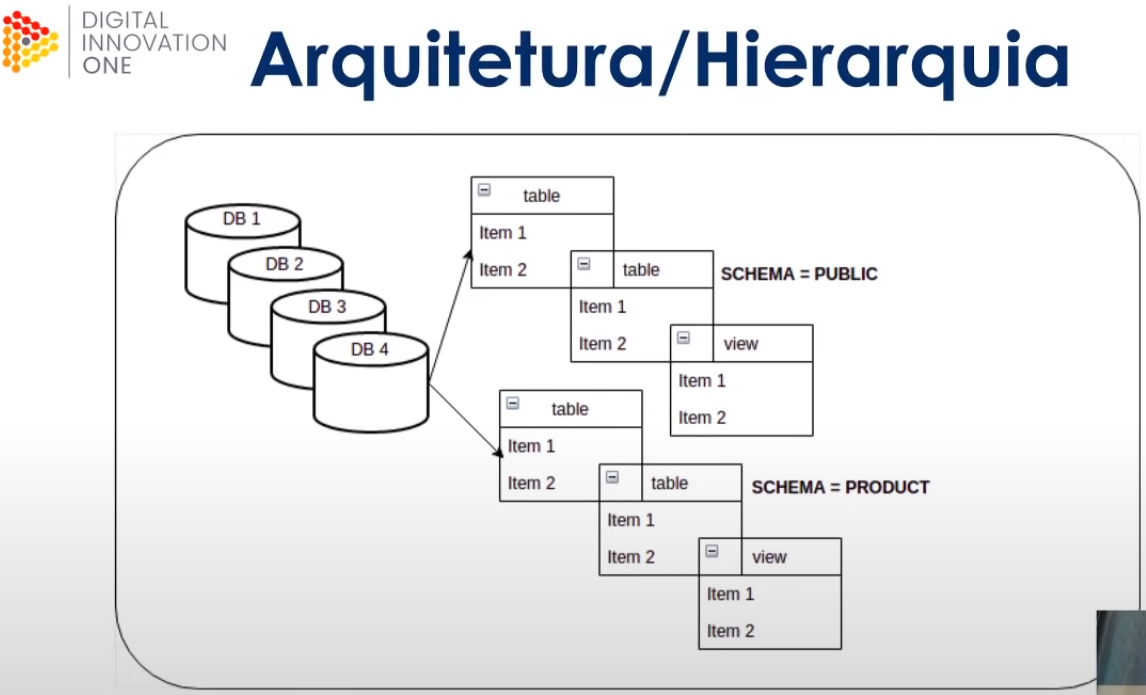 DIGITAL
INNOVATION
ONE
Arquitetura/Hierarquia
DB 1
DB 2
DB 3
DB 4
table
Item 1
Item 2
table
Item 1
Item 2
view
Item 1
Item 2
SCHEMA = PUBLIC
table
Item 1
Item 2
table
Item 1
Item 2
view
Item 1
Item 2
SCHEMA = PRODUCT